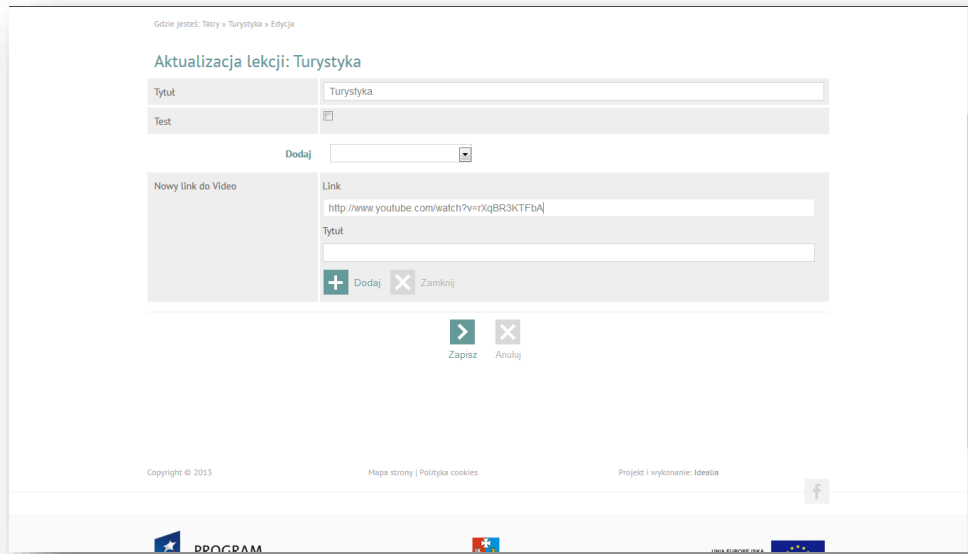 Gdzie jesteś: Tatry » Turystyka » Edycja
Aktualizacja lekcji: Turystyka
Tytuł
Turystyka
Test
Dodaj
Nowy link do Video
Link
http://www.youtube.com/watch?v=rXqBR3KTFbA
Tytuł
Dodaj
Zamknij
Zapisz
Anuluj
Copyright © 2013
Mapa strony | Polityka cookies
Projekt i wykonanie: Idealia
PROGRAM
UNIA EUROPEJSKA